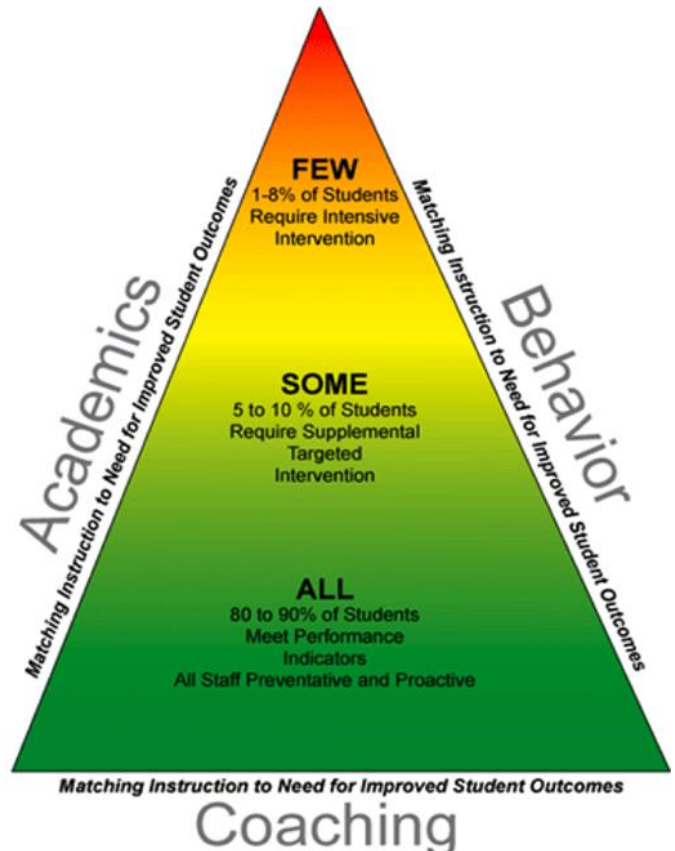 FEW
1-8% of Students
Require Intensive
Intervention
Academics
Matching Instruction to Need for Improved Student Outcomes
Matching Instruction to Need for Improved Student Outcomes
Behavior
SOME
5 to 10 % of Students
Require Supplemental
Targeted
Intervention
ALL
80 to 90% of Students
Meet Performance
Indicators
All Staff Preventative and Proactive
Matching Instruction to Need for Improved Student Outcomes
Coaching